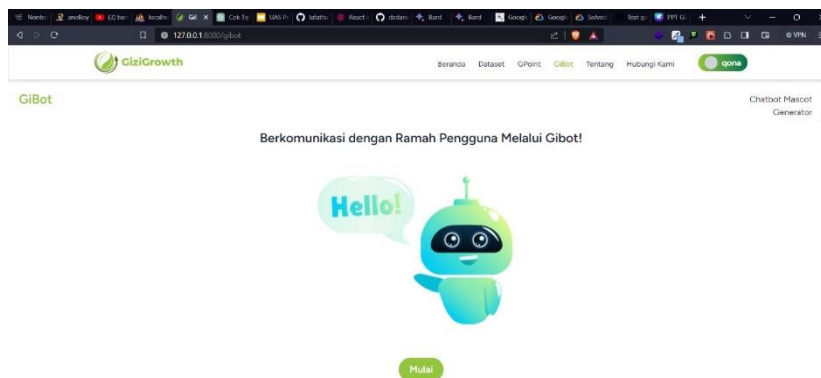 127.0.0.1:8000/gibot
VPN
GiziGrowth
Beranda Dataset GPoint GiBot Tentang Hubungi Kami qona
GiBot
Chatbot Mascot
Generator
Berkomunikasi dengan Ramah Pengguna Melalui Gibot!
Hello!
Mulai